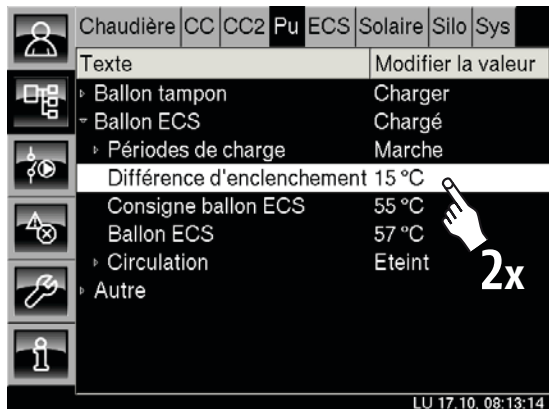 Chaudière CC CC2 Pu ECS Solaire Silo Sys
Texte Modifier la valeur
Ballon tampon Charger
Ballon ECS Chargé
Périodes de charge Marche
Différence d'enclenchement 15 °C
Consigne ballon ECS 55 °C
Ballon ECS 57 °C
Circulation Eteint
Autre
2x
LU 17.10. 08:13:14